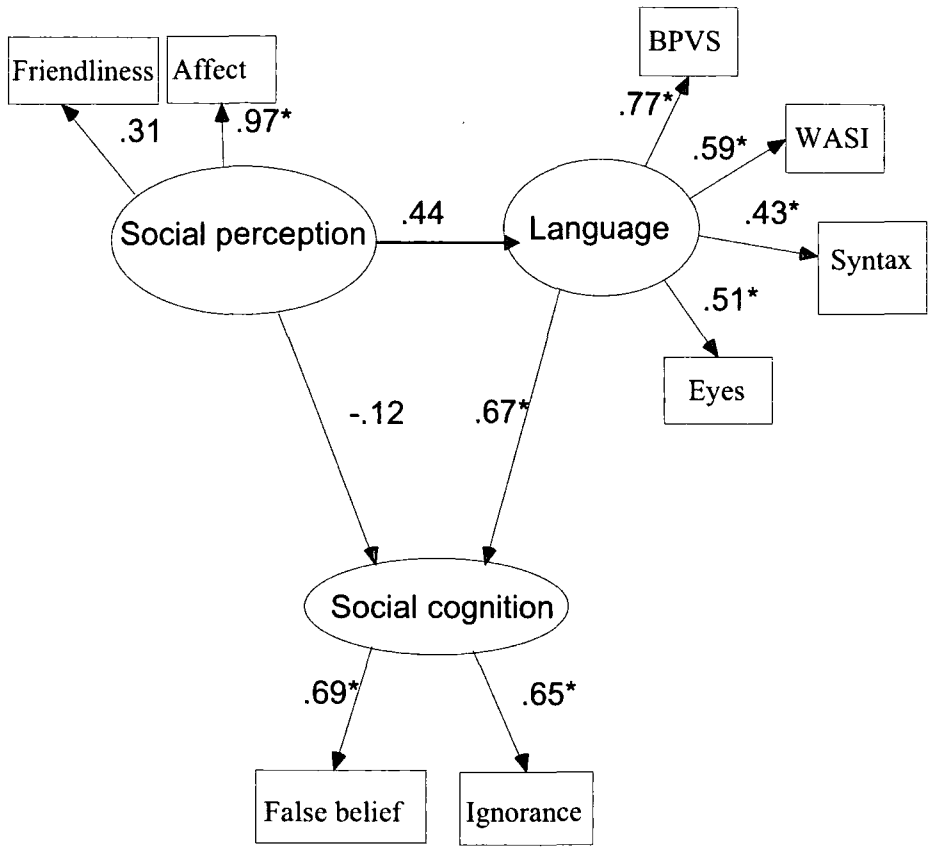 BPVS
Friendliness
Affect
.31
.97*
.77*
.59*
WASI
Social perception
.44
Language
.43*
Syntax
.51*
Eyes
-.12
.67*
Social cognition
.69*
.65*
False belief
Ignorance